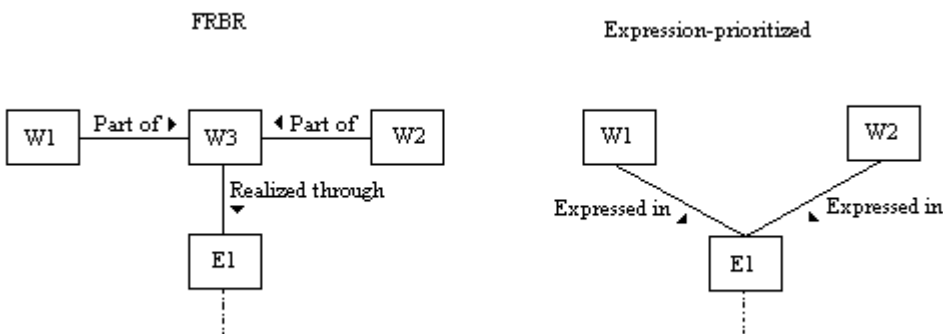 FRBR
Expression-prioritized
W1
Part of
W3
Part of
W2
Realized through
E1
W1
W2
Expressed in
Expressed in
E1